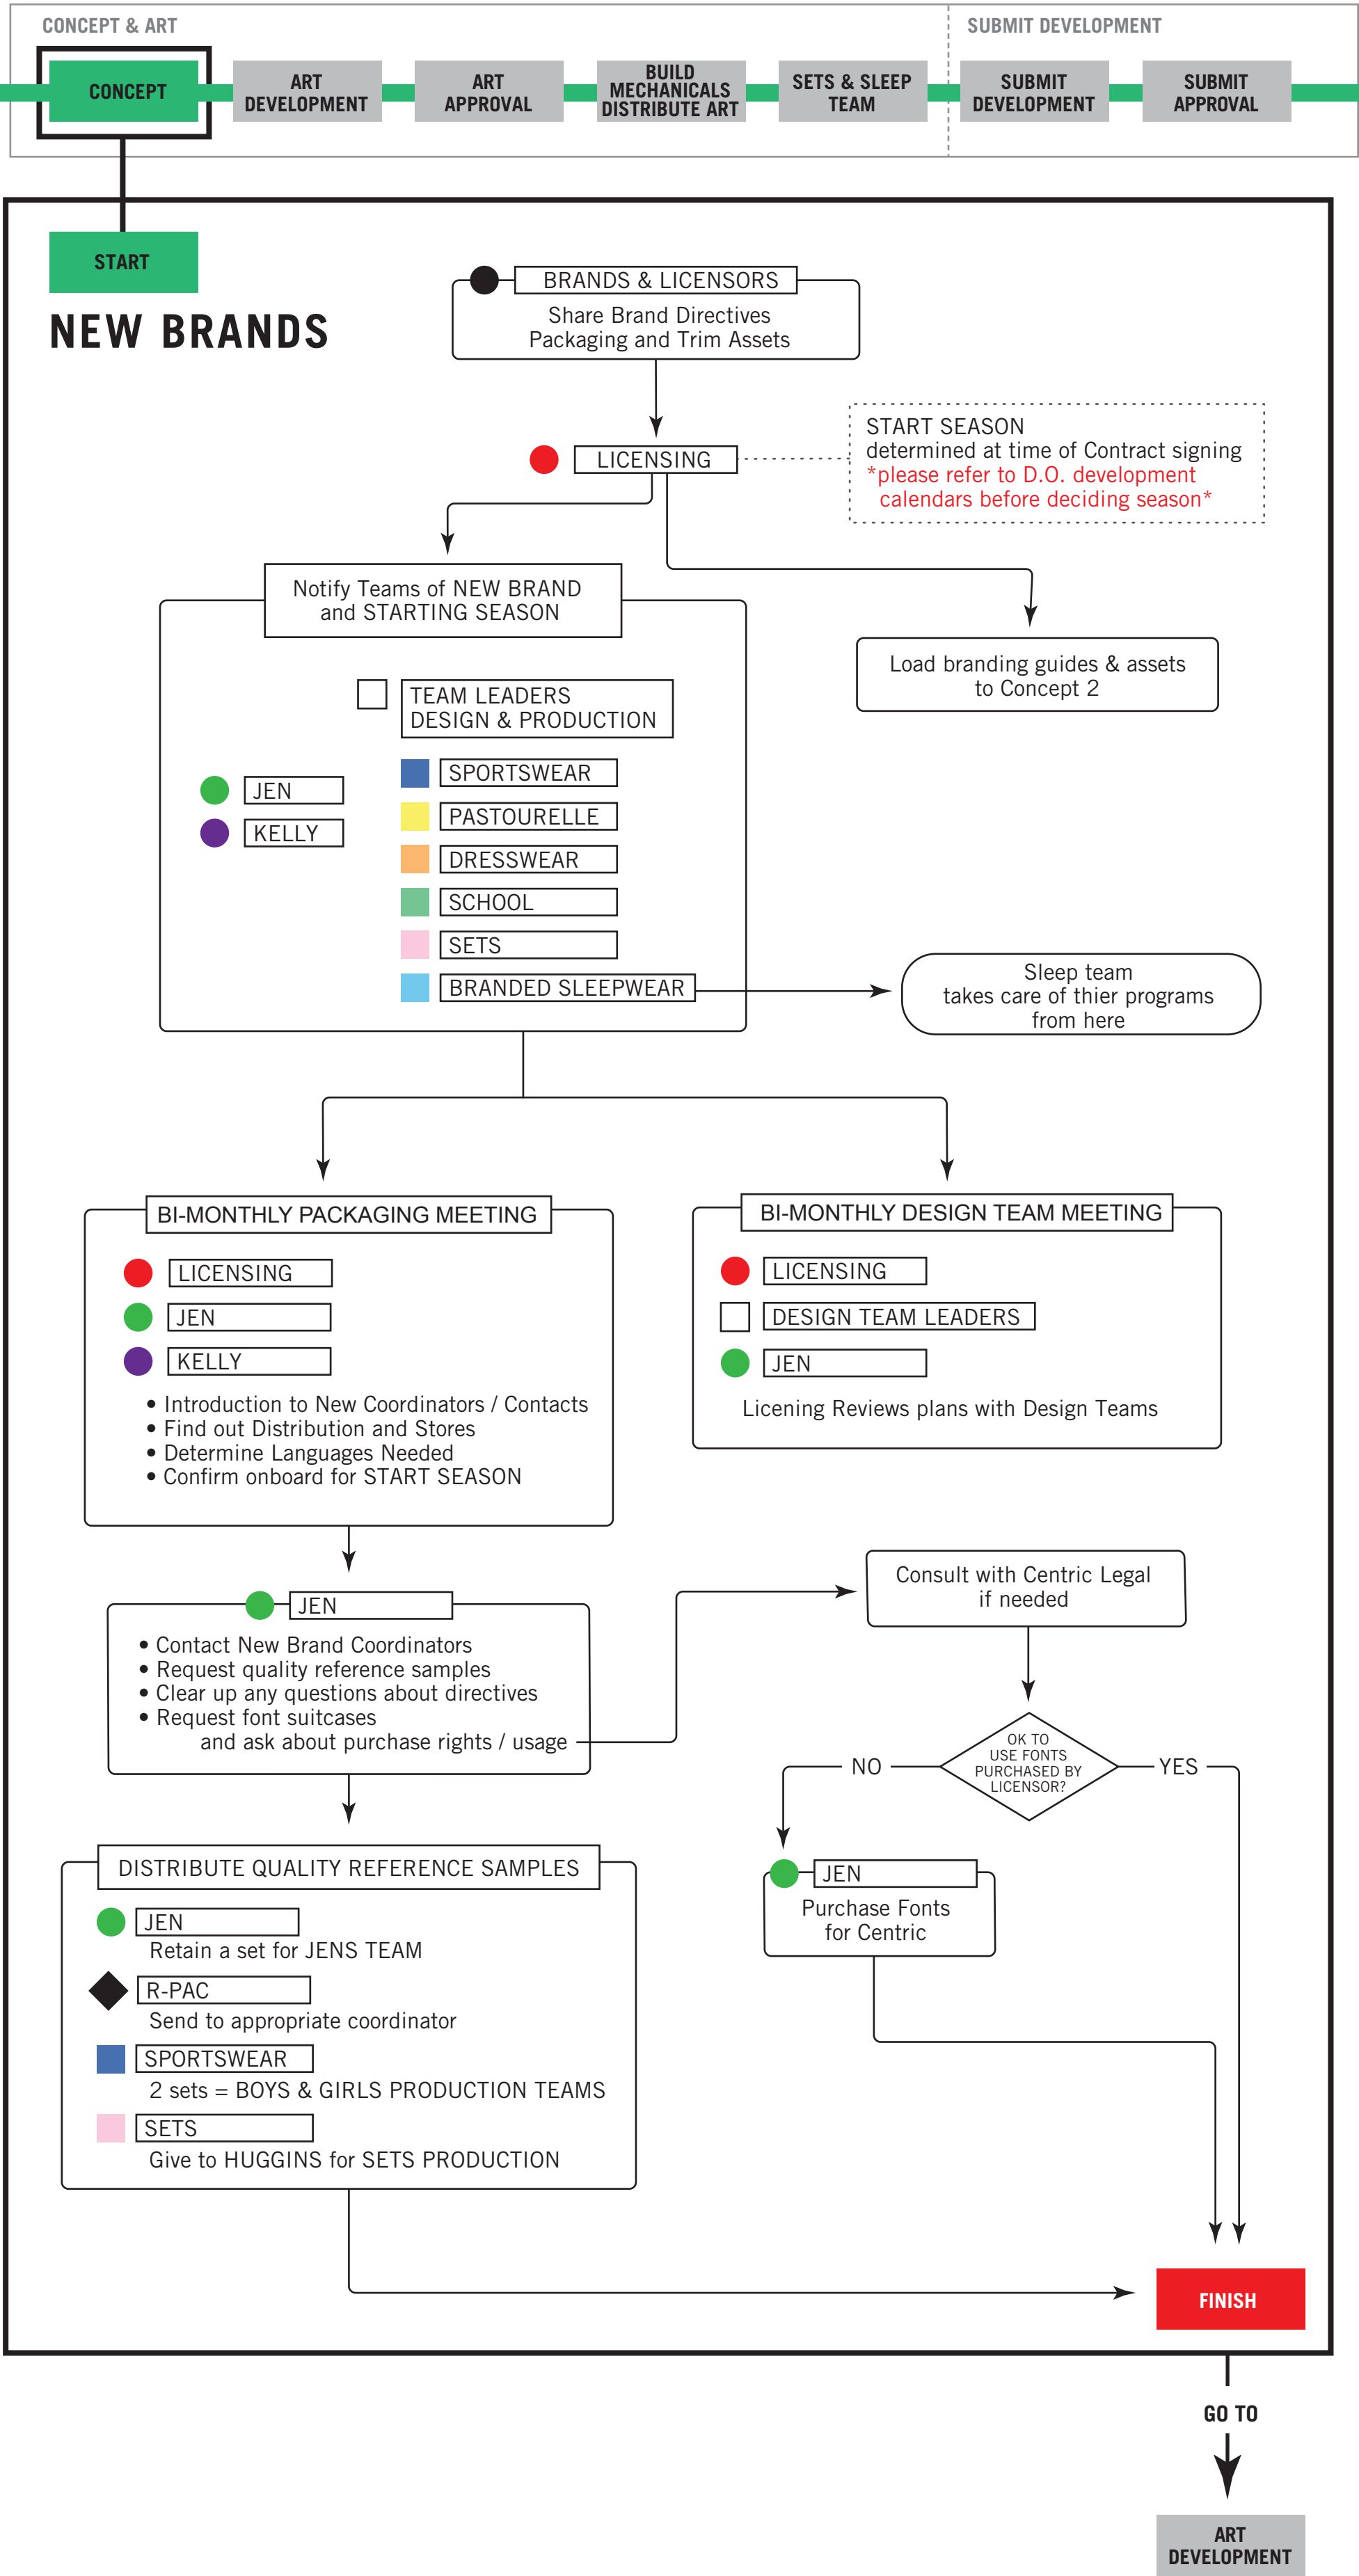 CONCEPT & ART
SUBMIT DEVELOPMENT
CONCEPT
ART
DEVELOPMENT
ART
APPROVAL
BUILD
MECHANICALS
DISTRIBUTE ART
SETS & SLEEP
TEAM
SUBMIT
DEVELOPMENT
SUBMIT
APPROVAL
START
NEW BRANDS
BRANDS & LICENSORS
Share Brand Directives
Packaging and Trim Assets
LICENSING
START SEASON
determined at time of Contract signing
*please refer to D.O. development
calendars before deciding season*
Notify Teams of NEW BRAND
and STARTING SEASON
Load branding guides & assets
to Concept 2
TEAM LEADERS
DESIGN & PRODUCTION
JEN
KELLY
SPORTSWEAR
PASTOURELLE
DRESSWEAR
SCHOOL
SETS
BRANDED SLEEPWEAR
Sleep team
takes care of thier programs
from here
BI-MONTHLY PACKAGING MEETING
LICENSING
JEN
KELLY
• Introduction to New Coordinators / Contacts
• Find out Distribution and Stores
• Determine Languages Needed
• Confirm onboard for START SEASON
BI-MONTHLY DESIGN TEAM MEETING
LICENSING
DESIGN TEAM LEADERS
JEN
Licening Reviews plans with Design Teams
JEN
• Contact New Brand Coordinators
• Request quality reference samples
• Clear up any questions about directives
• Request font suitcases
and ask about purchase rights / usage
Consult with Centric Legal
if needed
OK TO
USE FONTS
PURCHASED BY
LICENSOR?
NO
YES
JEN
Purchase Fonts
for Centric
DISTRIBUTE QUALITY REFERENCE SAMPLES
JEN
Retain a set for JENS TEAM
R-PAC
Send to appropriate coordinator
SPORTSWEAR
2 sets = BOYS & GIRLS PRODUCTION TEAMS
SETS
Give to HUGGINS for SETS PRODUCTION
FINISH
GO TO
ART
DEVELOPMENT